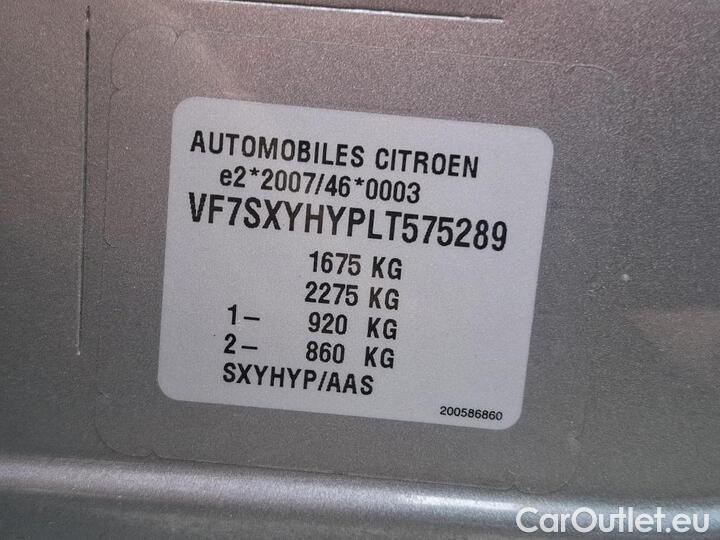 AUTOMOBILES CITROEN
e2*2007/46*0003
VF7SXYHYPLT575289
1675 KG
2275 KG
1- 920 KG
2- 860 KG
SXYHYP/AAS
200586860
CarOutlet.eu